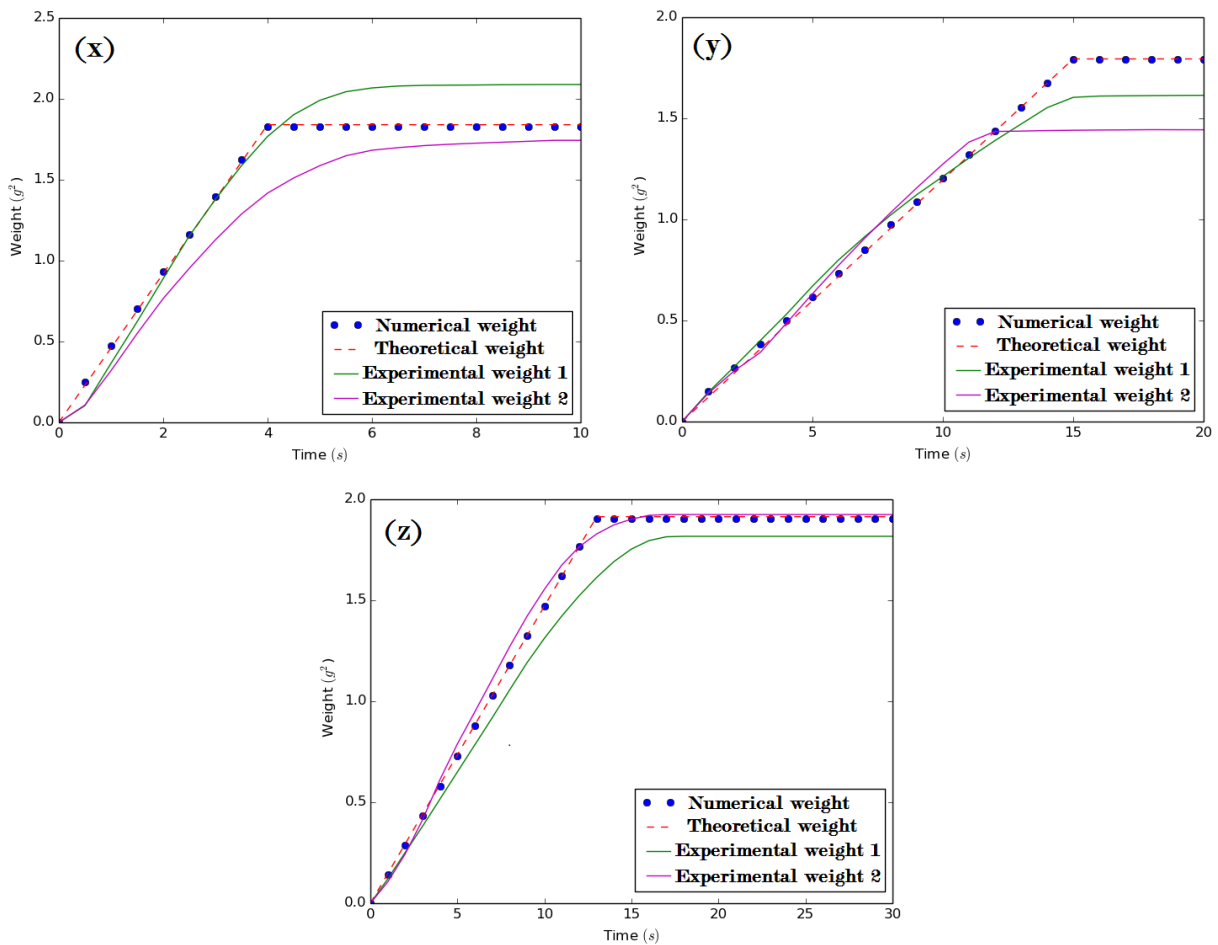 (x)
2.5
2.0
1.5
1.0
0.5
0.0
Weight (g²)
0 2 4 6 8 10
Time (s)
Numerical weight
Theoretical weight
Experimental weight 1
Experimental weight 2
(y)
2.0
1.5
1.0
0.5
0.0
Weight (g²)
0 5 10 15 20
Time (s)
Numerical weight
Theoretical weight
Experimental weight 1
Experimental weight 2
(z)
2.0
1.5
1.0
0.5
0.0
Weight (g²)
0 5 10 15 20 25 30
Time (s)
Numerical weight
Theoretical weight
Experimental weight 1
Experimental weight 2